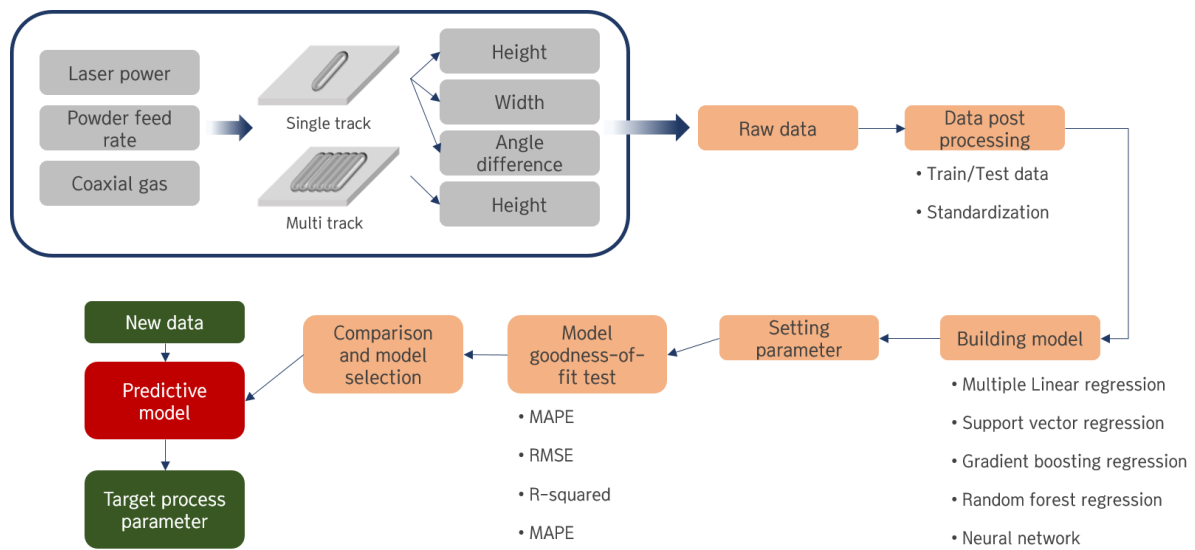 Laser power
Powder feed
rate
Coaxial gas
Single track
Multi track
Height
Width
Angle
difference
Height
Raw data
Data post
processing
• Train/Test data
• Standardization
Building model
• Multiple Linear regression
• Support vector regression
• Gradient boosting regression
• Random forest regression
• Neural network
Setting
parameter
Model
goodness-of-
fit test
• MAPE
• RMSE
• R-squared
• MAPE
Comparison
and model
selection
New data
Predictive
model
Target process
parameter